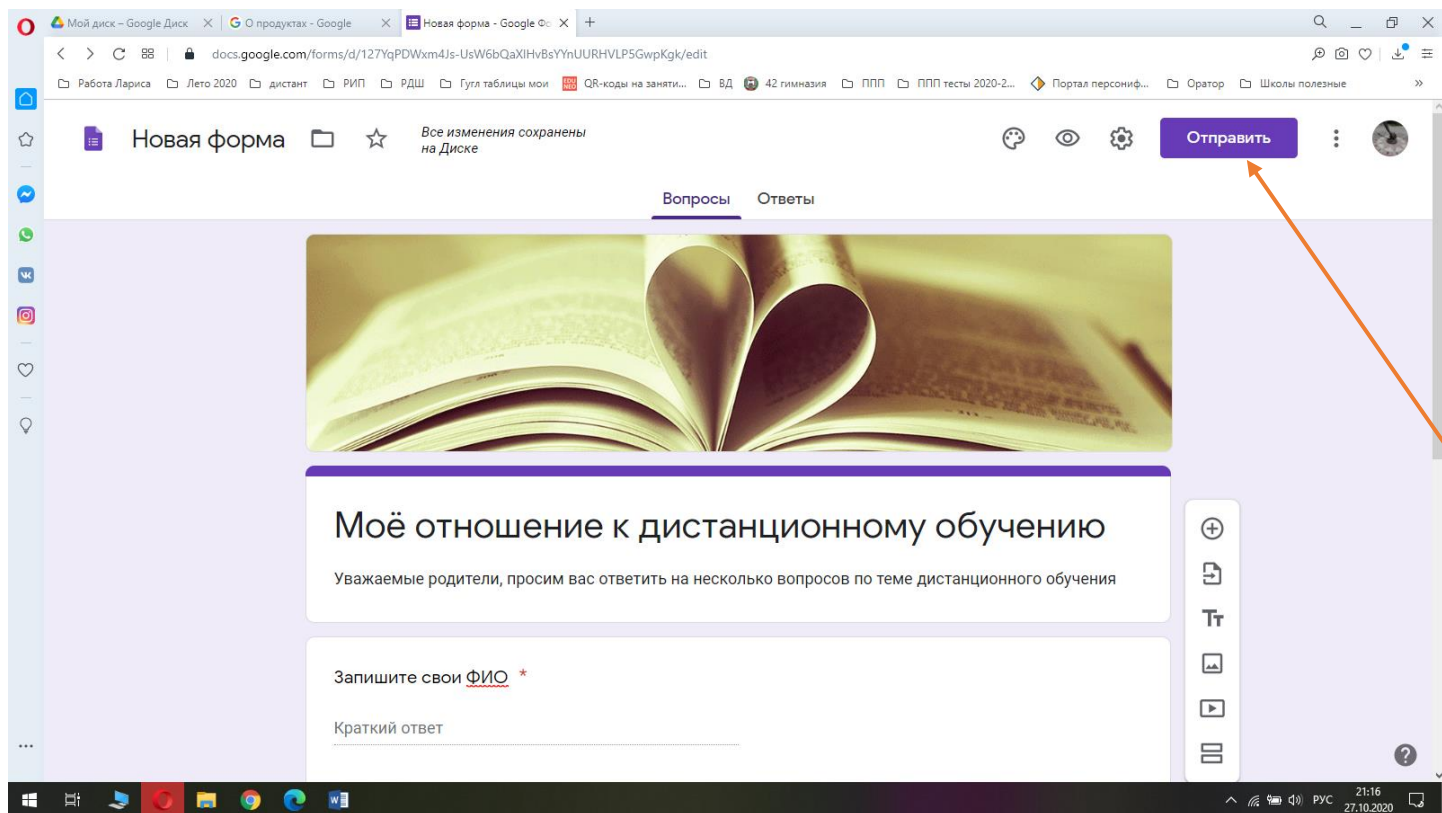 Мой диск – Google Диск
О продуктах - Google
Новая форма - Google Фо
docs.google.com/forms/d/127YqPDWxm4Js-UsW6bQaXlHvBsYYnUURHVLP5GwpKgk/edit
Работа Лариса Лето 2020 дистант РИП РДШ Гугл таблицы мои QR-коды на заняти... ВД 42 гимназия ППП ППП тесты 2020-2... Портал персониф... Оратор Школы полезные »
Новая форма
Все изменения сохранены
на Диске
Отправить
Вопросы Ответы
Моё отношение к дистанционному обучению
Уважаемые родители, просим вас ответить на несколько вопросов по теме дистанционного обучения
Запишите свои ФИО *
Краткий ответ
РУС
21:16
27.10.2020